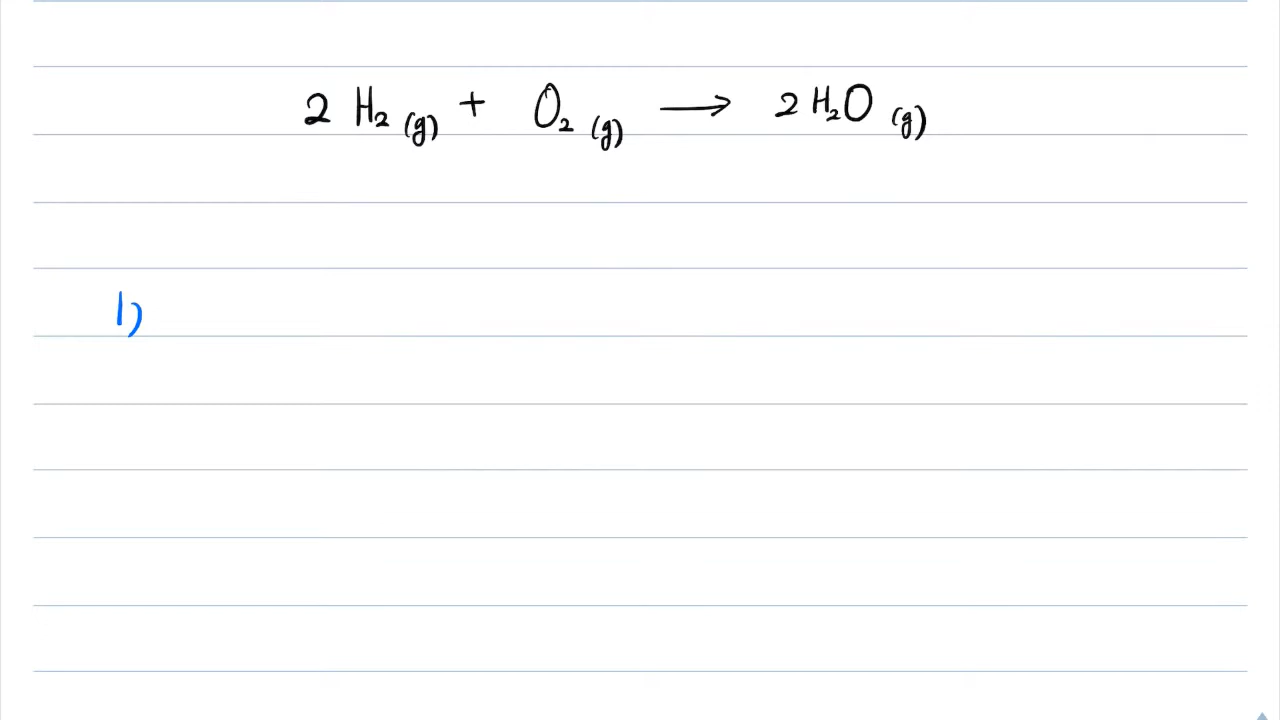 2 H₂ (g) + O₂ (g) → 2 H₂O (g)
1)